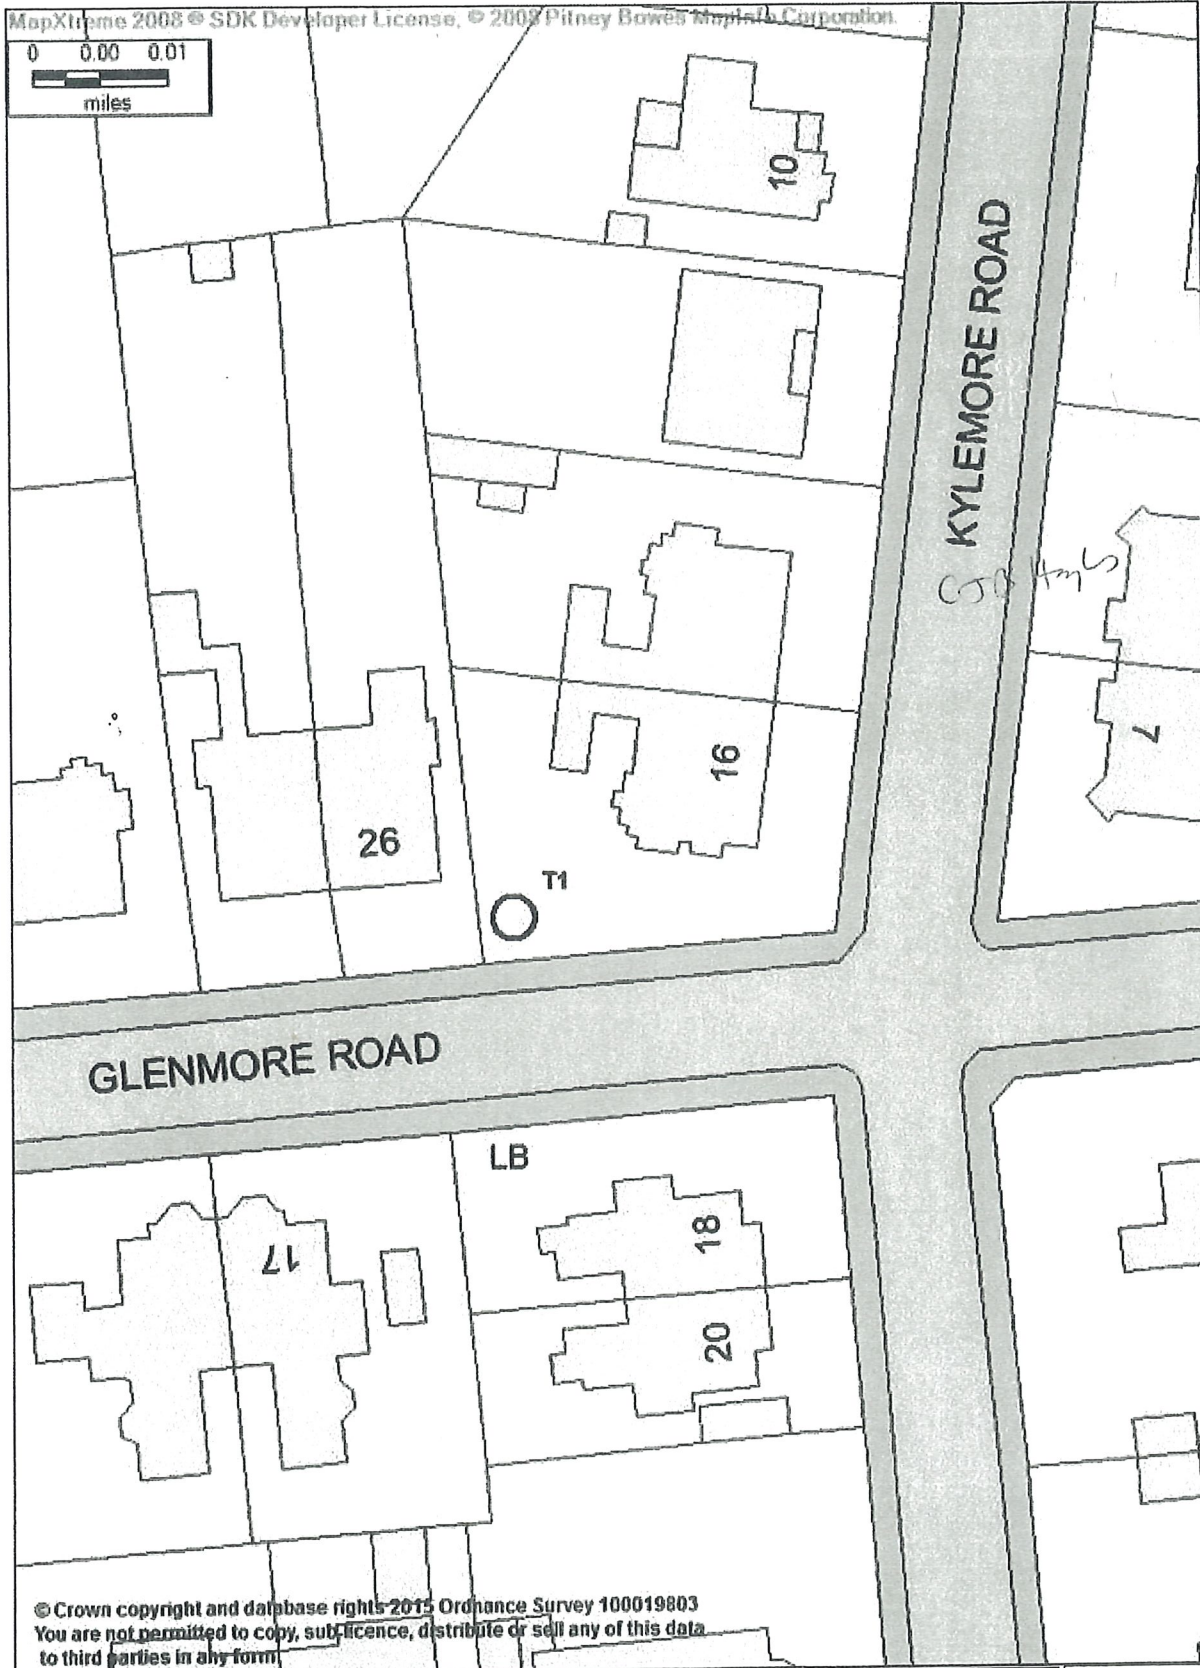 MapXtreme 2008 ® SDK Developer License, © 2008 Pitney Bowes MapInfo Corporation.
0 0.00 0.01
miles
10
KYLEMORE ROAD
7
16
26
T1
GLENMORE ROAD
LB
17
18
20
© Crown copyright and database rights 2015 Ordnance Survey 100019803
You are not permitted to copy, sub-licence, distribute or sell any of this data
to third parties in any form